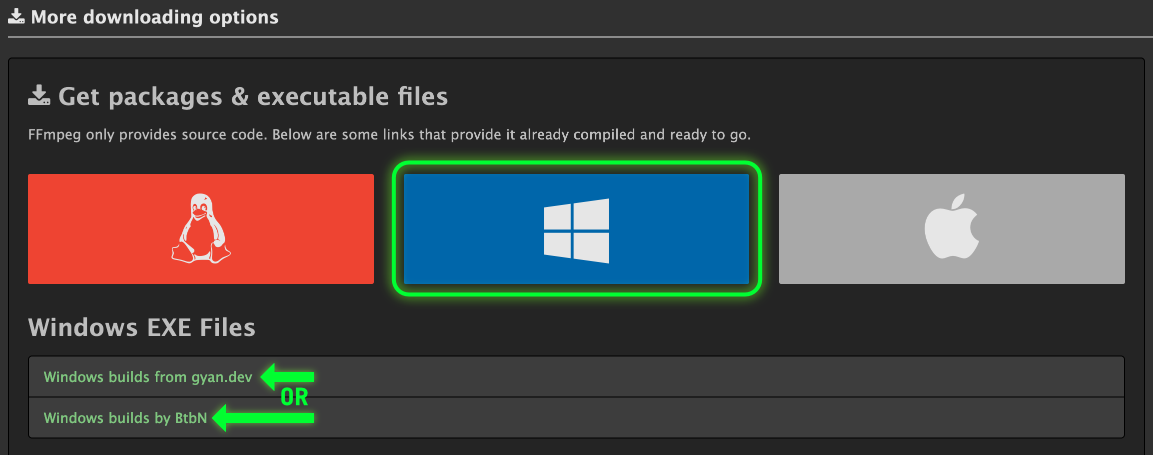 More downloading options
Get packages & executable files
FFmpeg only provides source code. Below are some links that provide it already compiled and ready to go.
Windows EXE Files
Windows builds from gyan.dev
OR
Windows builds by BtbN